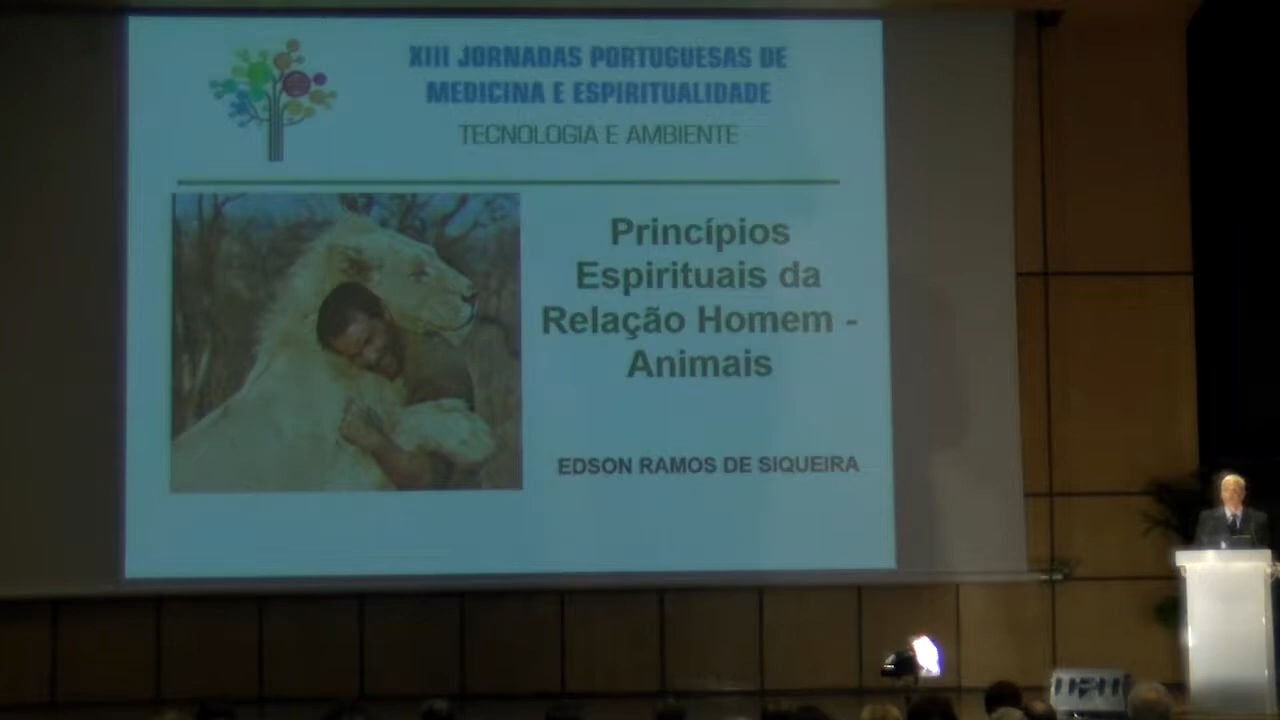 XIII JORNADAS PORTUGUESAS DE
MEDICINA E ESPIRITUALIDADE
TECNOLOGIA E AMBIENTE
Princípios
Espirituais da
Relação Homem -
Animais
EDSON RAMOS DE SIQUEIRA